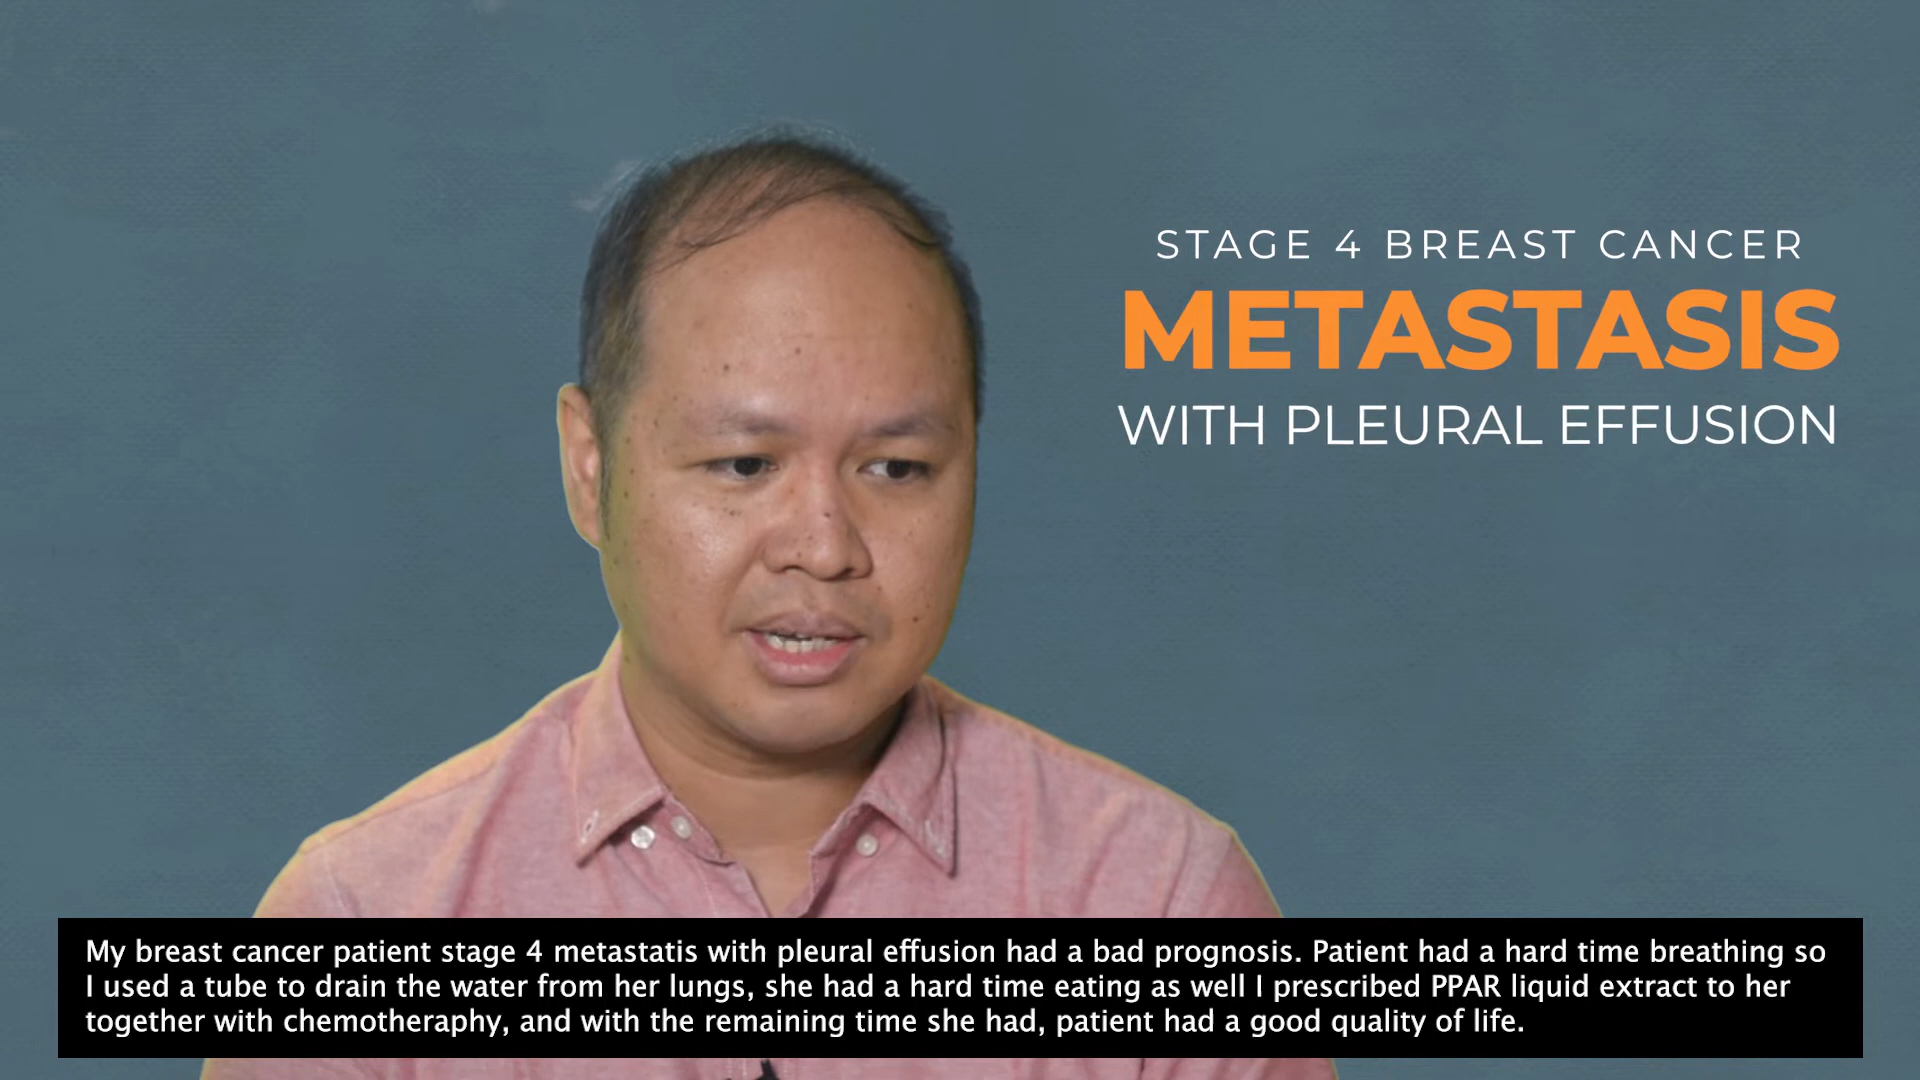 STAGE 4 BREAST CANCER
METASTASIS
WITH PLEURAL EFFUSION
My breast cancer patient stage 4 metastatis with pleural effusion had a bad prognosis. Patient had a hard time breathing so
I used a tube to drain the water from her lungs, she had a hard time eating as well I prescribed PPAR liquid extract to her
together with chemotheraphy, and with the remaining time she had, patient had a good quality of life.